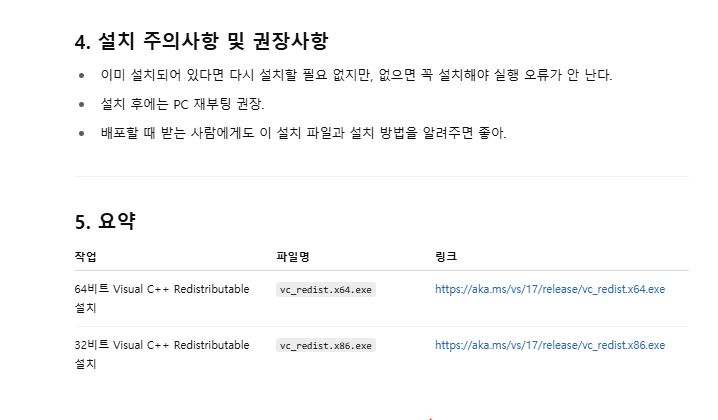 4. 설치 주의사항 및 권장사항
이미 설치되어 있다면 다시 설치할 필요 없지만, 없으면 꼭 설치해야 실행 오류가 안 난다.
설치 후에는 PC 재부팅 권장.
배포할 때 받는 사람에게도 이 설치 파일과 설치 방법을 알려주면 좋아.
5. 요약
작업 파일명 링크
64비트 Visual C++ Redistributable vc_redist.x64.exe https://aka.ms/vs/17/release/vc_redist.x64.exe
설치
32비트 Visual C++ Redistributable vc_redist.x86.exe https://aka.ms/vs/17/release/vc_redist.x86.exe
설치